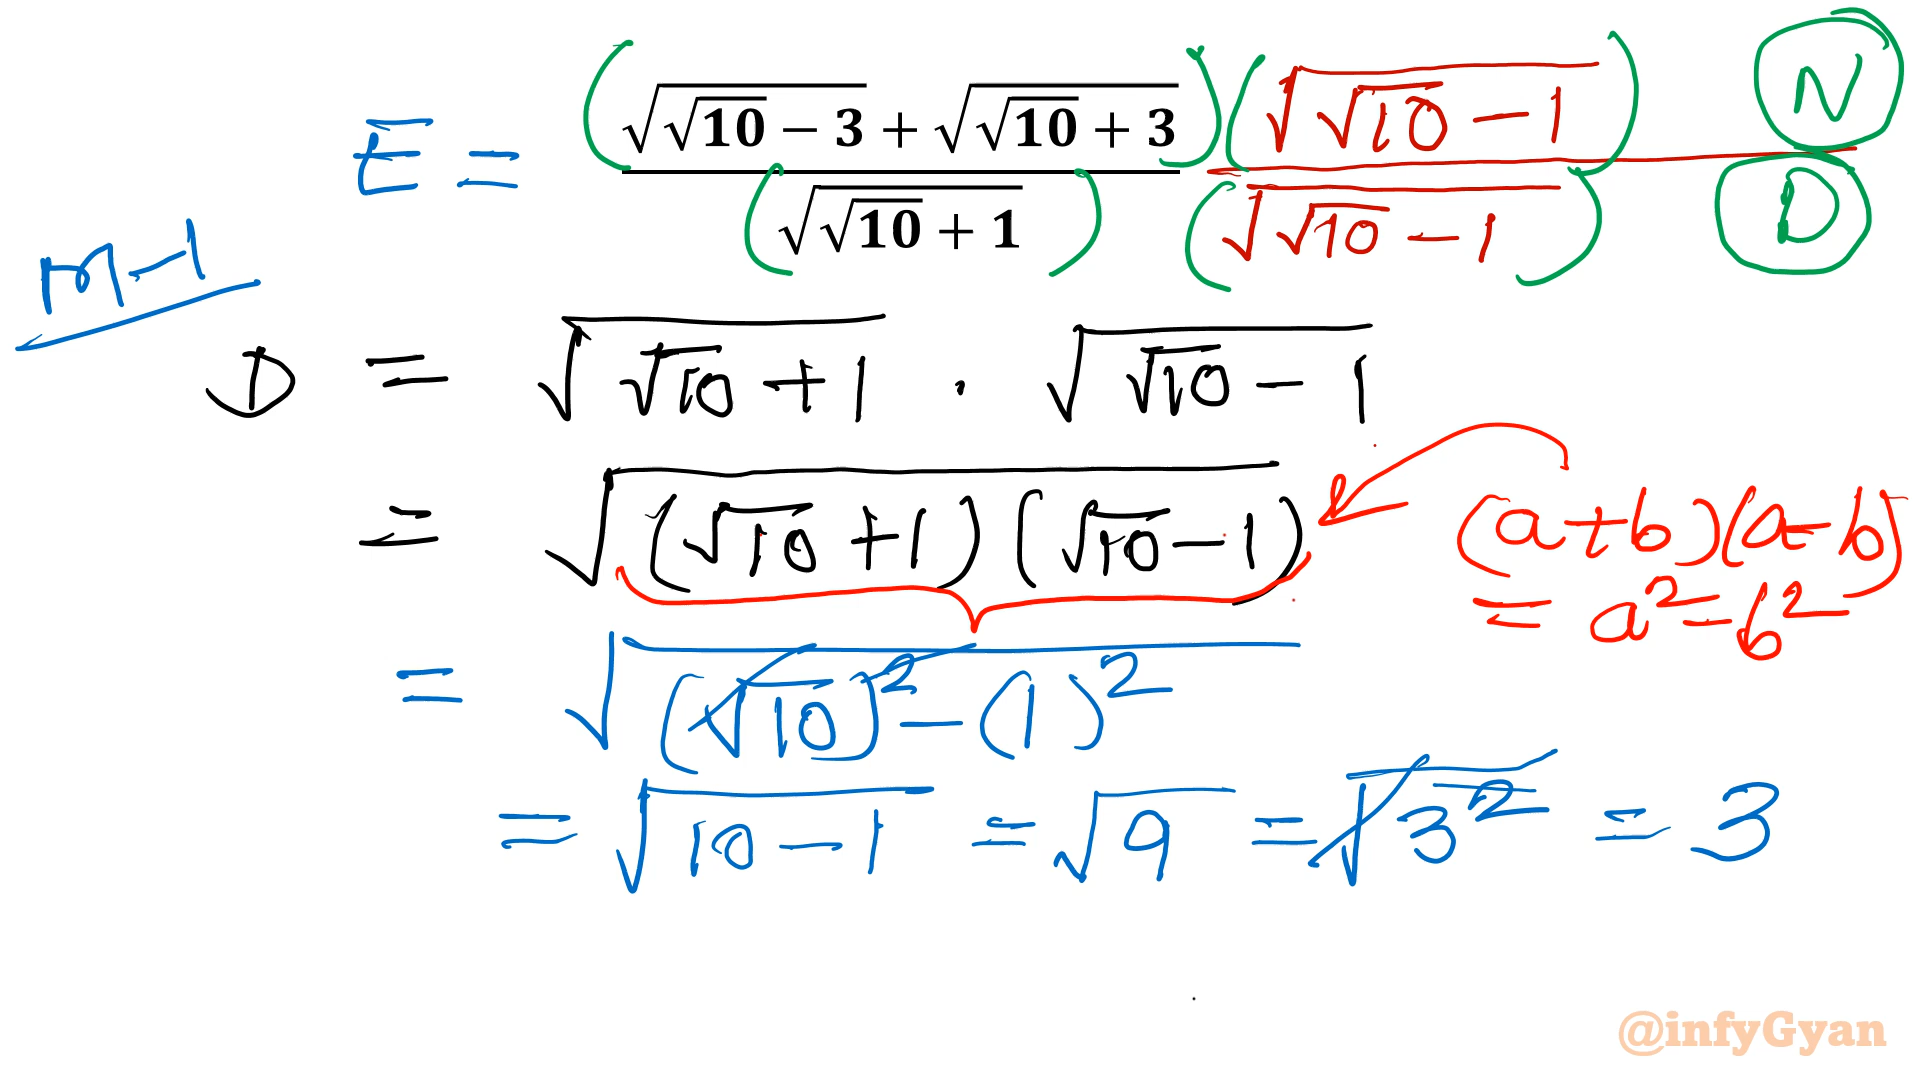 E = (√(√10 − 3) + √(√10 + 3)) (√(√10 − 1)) N
(√(√10 + 1)) (√(√10 − 1)) D
M-1
D = √(√10 + 1) . √(√10 − 1)
= √((√10 + 1)(√10 − 1)) (a+b)(a-b)
= a² − b²
= √((√10)² − (1)²)
= √(10 − 1) = √9 = √3² = 3
@infyGyan